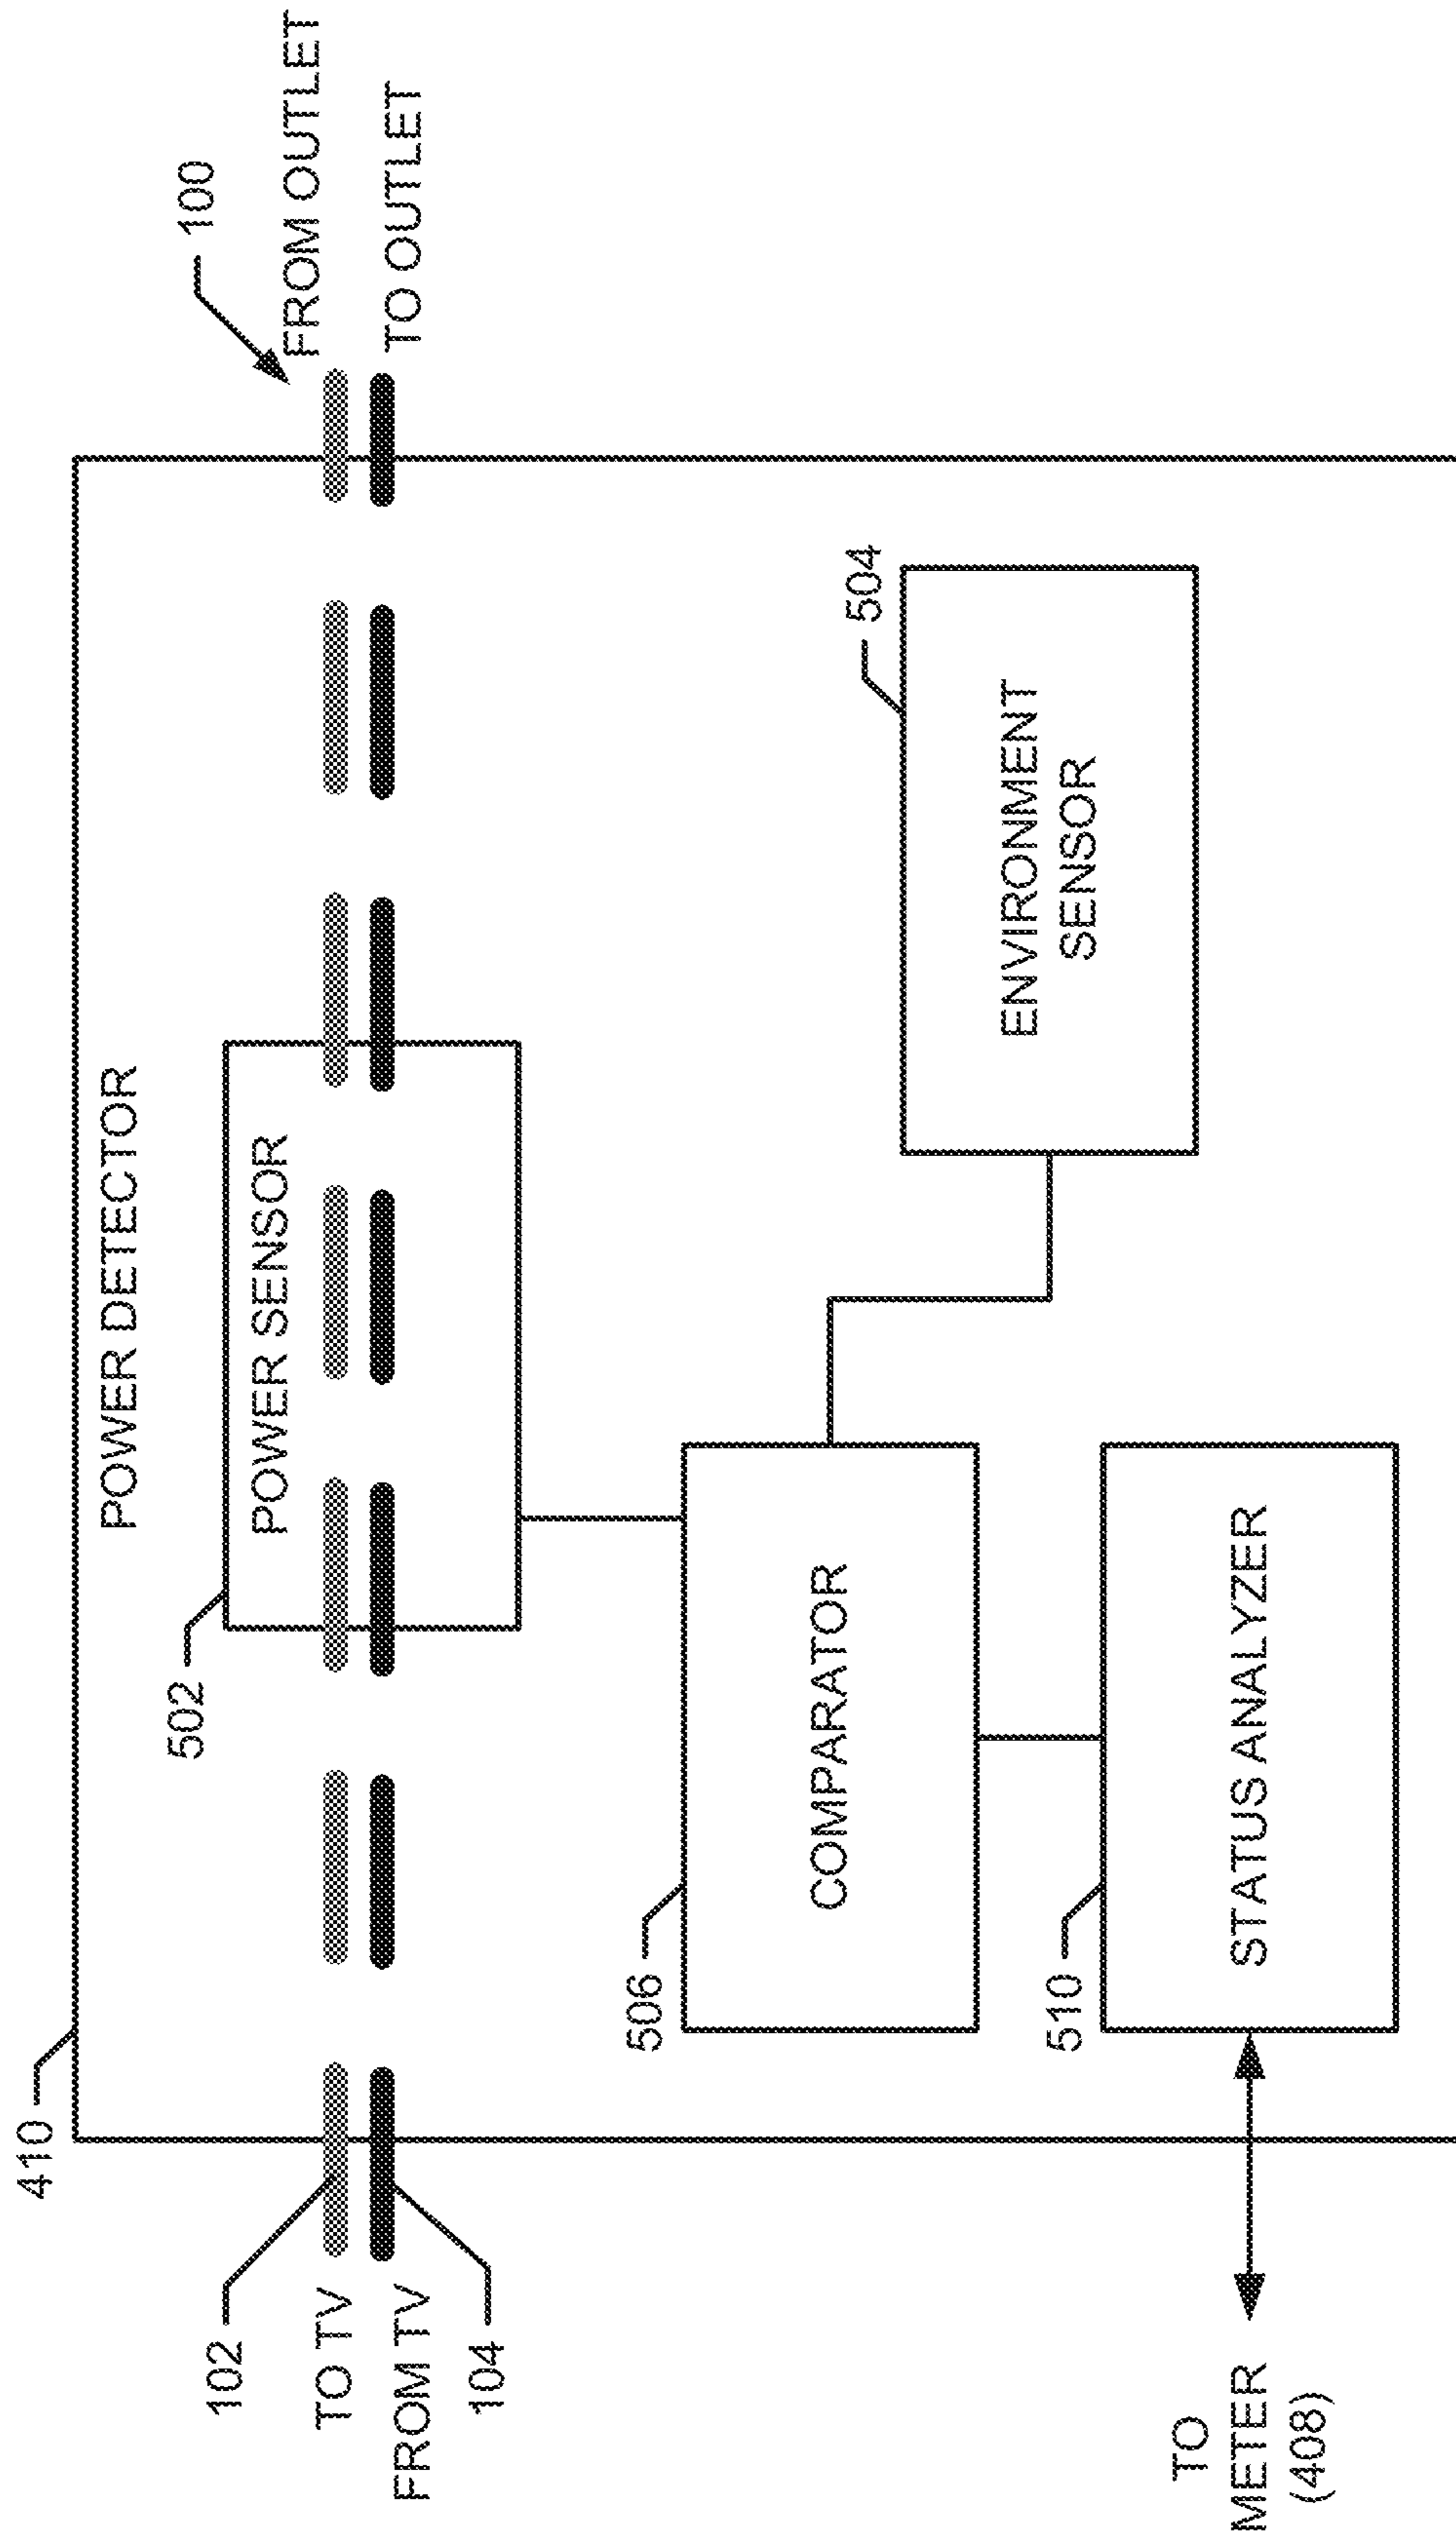 410
POWER DETECTOR
100
502
POWER SENSOR
102
TO TV
FROM TV
104
FROM OUTLET
TO OUTLET
506
COMPARATOR
504
ENVIRONMENT
SENSOR
510
STATUS ANALYZER
TO
METER
(408)